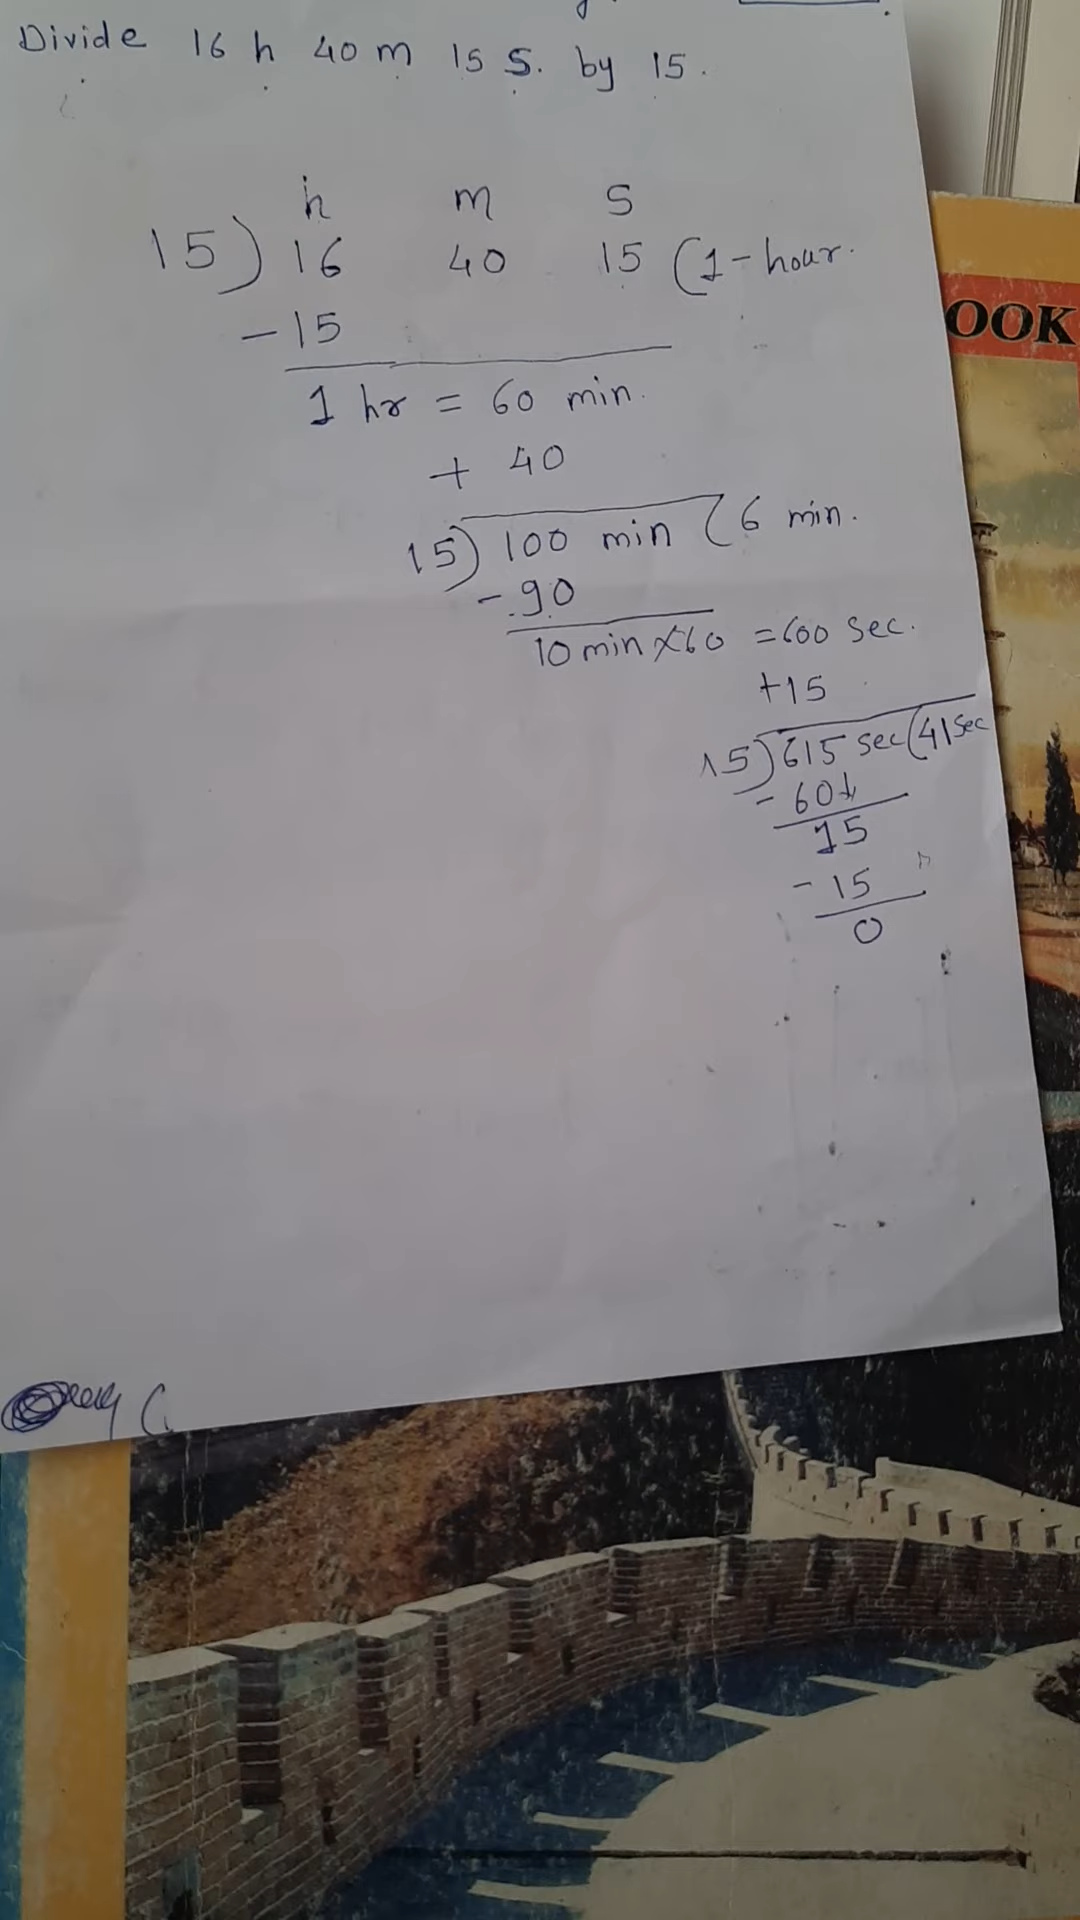 Divide 16 h 40 m 15 S. by 15.
h m S
15) 16 40 15 (1-hour.
-15
1 hr = 60 min.
+ 40
15) 100 min (6 min.
-90
10 min x60 = 600 sec.
+15
15) 615 sec (41 sec
-60↓
15
-15
0
OOK